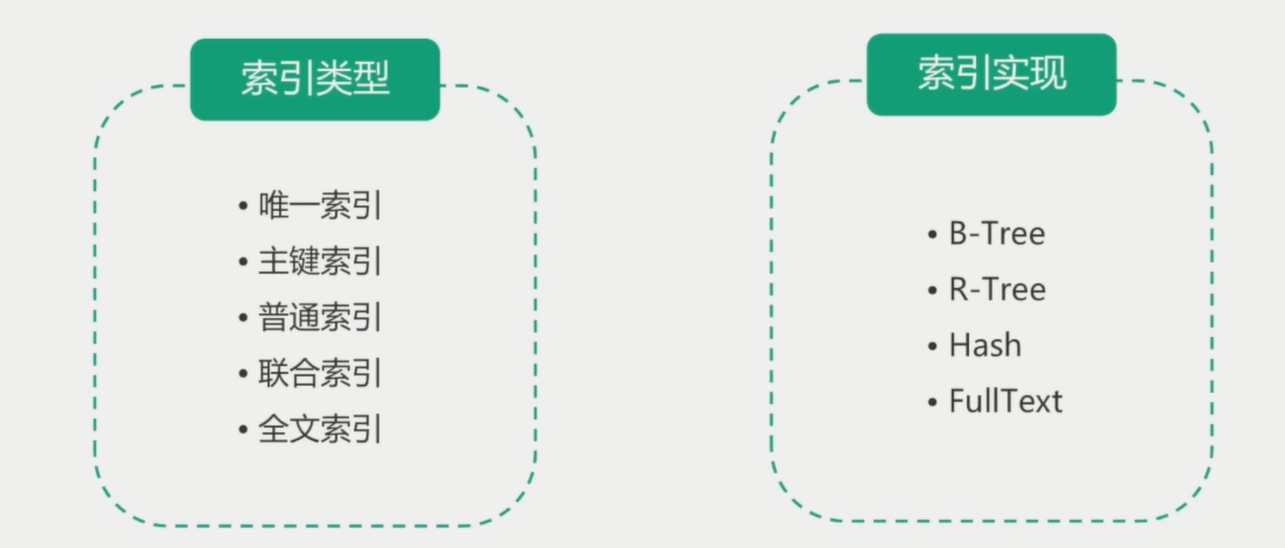 索引类型
• 唯一索引
• 主键索引
• 普通索引
• 联合索引
• 全文索引
索引实现
• B-Tree
• R-Tree
• Hash
• FullText